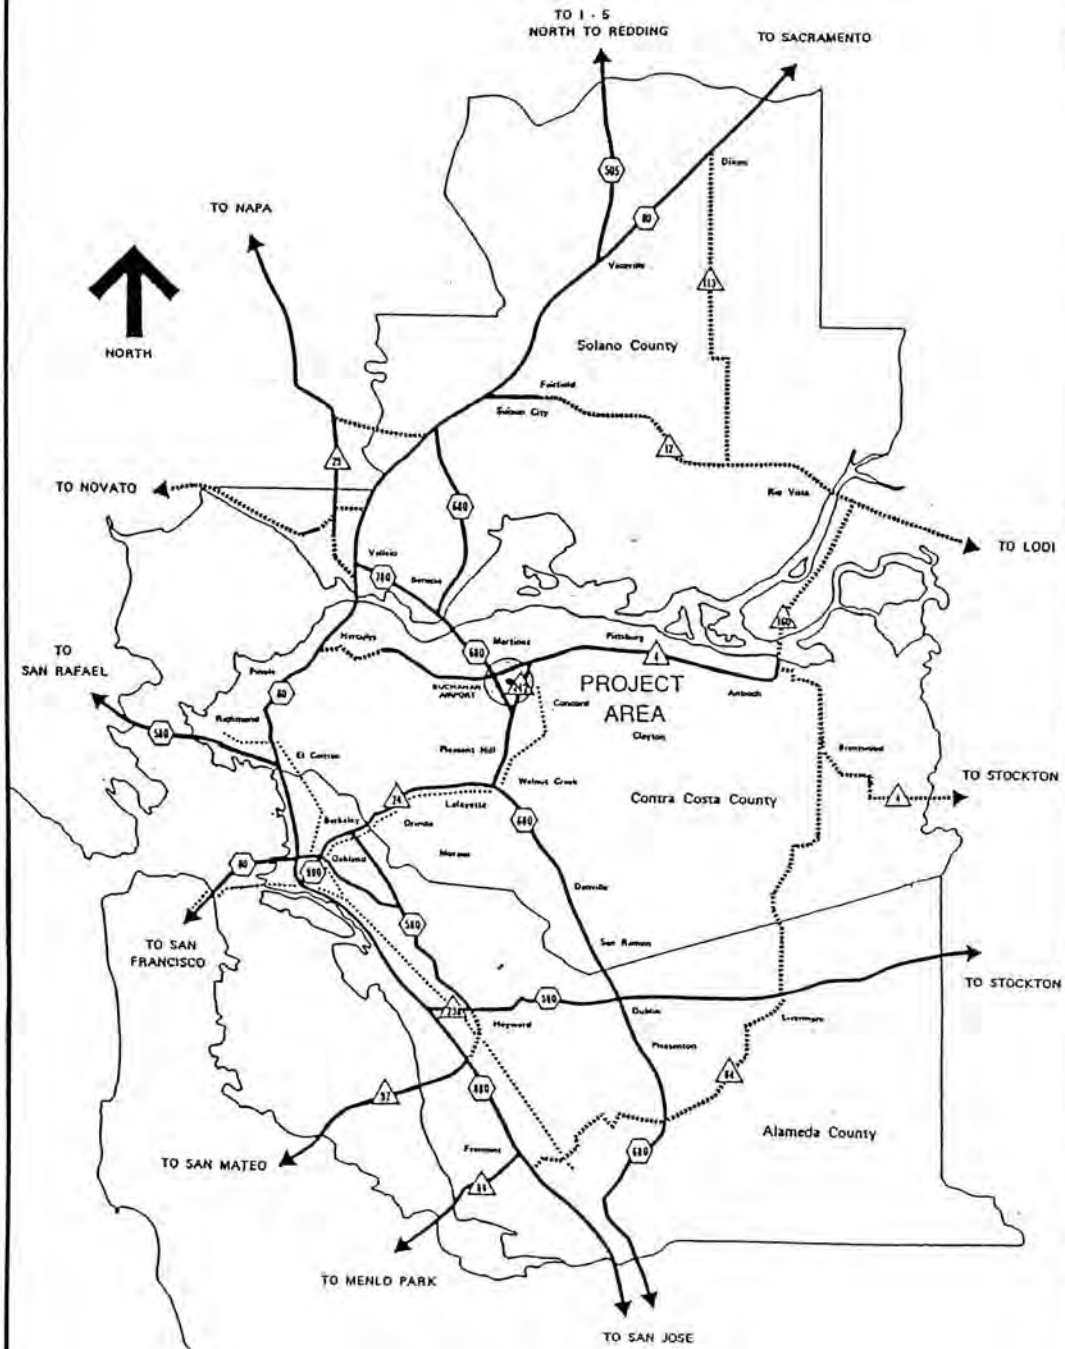 TO I - 5
NORTH TO REDDING
TO SACRAMENTO
505
Dixon
80
TO NAPA
Vacaville
113
NORTH
Solano County
Fairfield
Suisun City
12
29
TO NOVATO
Rio Vista
680
TO LODI
Vallejo
780
Benicia
160
Hercules
Martinez
Pittsburg
680
4
TO
SAN RAFAEL
Pinole
BUCHANAN
AIRPORT
242
PROJECT
AREA
Antioch
80
Concord
Richmond
580
Clayton
Pleasant Hill
El Cerrito
Brentwood
Walnut Creek
TO STOCKTON
24
Lafayette
Contra Costa County
4
Berkeley
Orinda
680
Moraga
80
Oakland
980
Danville
580
TO SAN
FRANCISCO
San Ramon
TO STOCKTON
580
238
Hayward
Dublin
Livermore
Pleasanton
84
92
880
Alameda County
Fremont
680
TO SAN MATEO
84
TO MENLO PARK
TO SAN JOSE